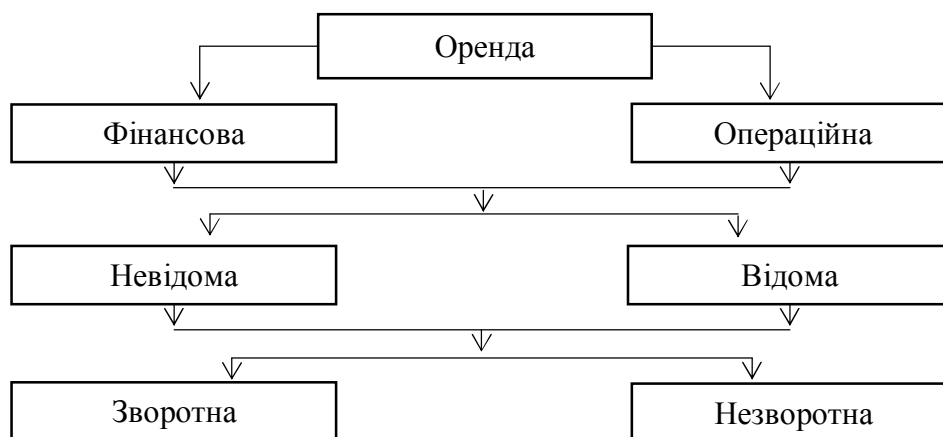 Оренда
Фінансова
Операційна
Невідома
Відома
Зворотна
Незворотна